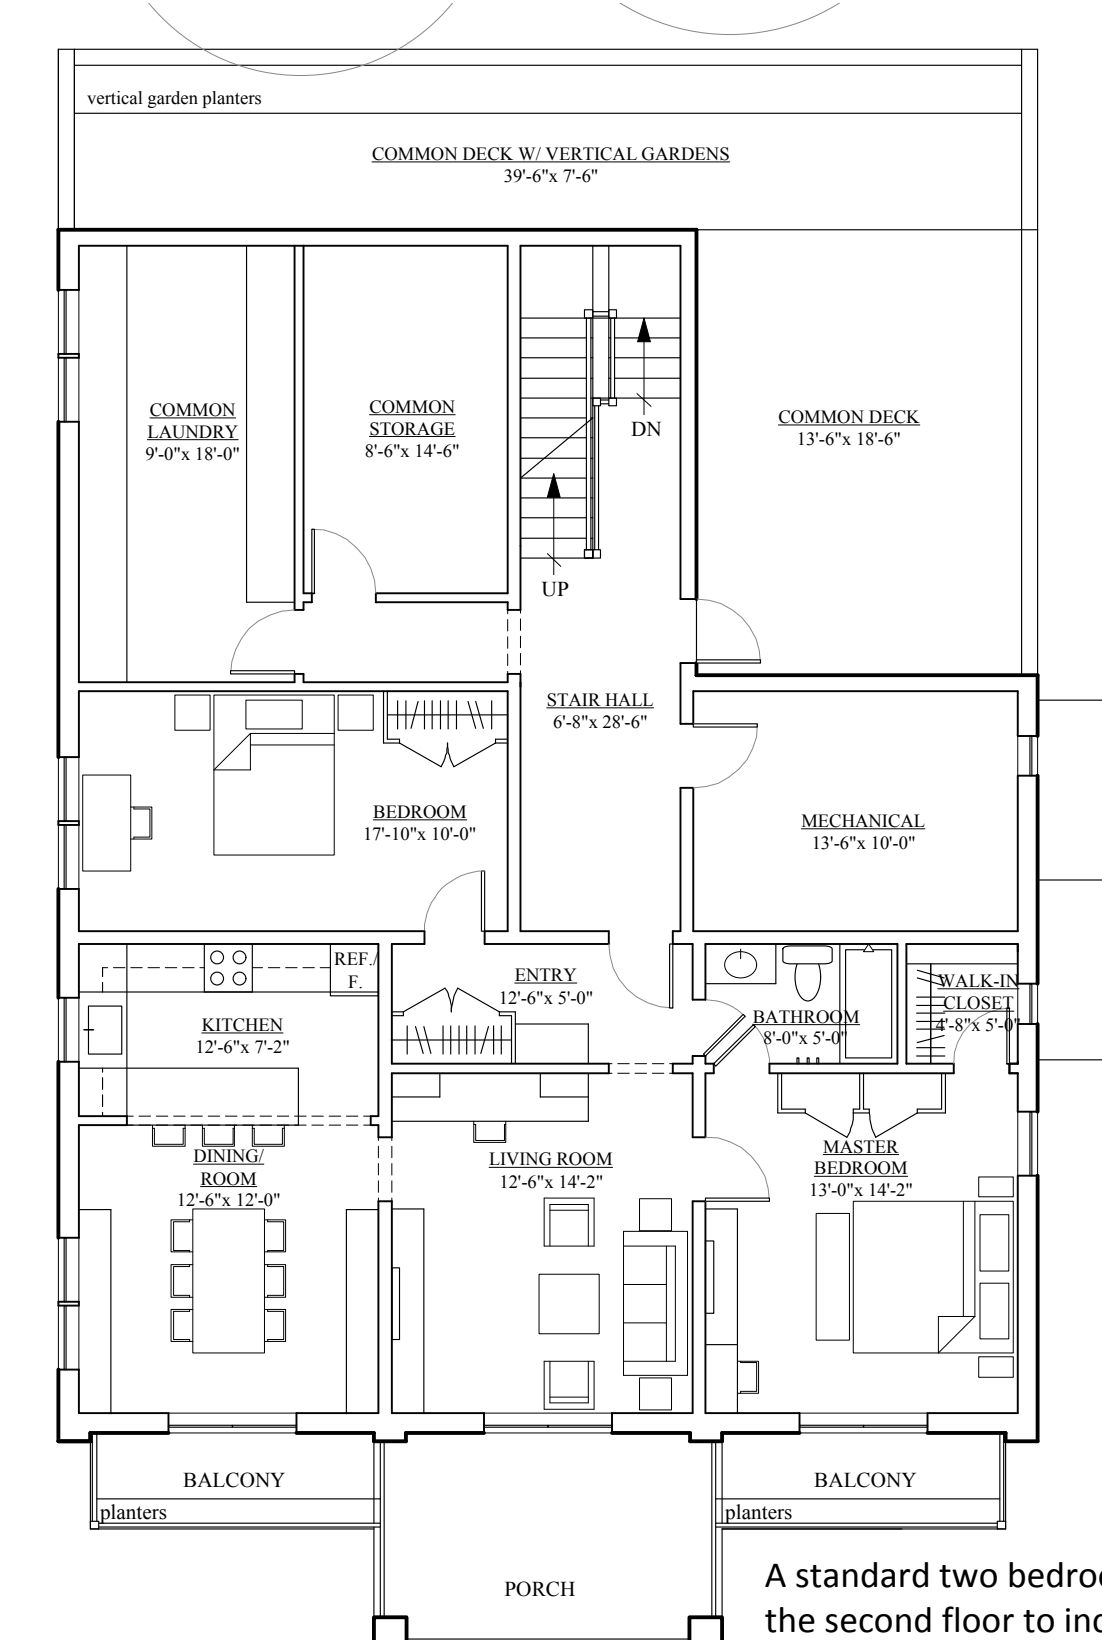 vertical garden planters
COMMON DECK W/ VERTICAL GARDENS
39'-6"x 7'-6"
COMMON
LAUNDRY
9'-0"x 18'-0"
COMMON
STORAGE
8'-6"x 14'-6"
DN
UP
COMMON DECK
13'-6"x 18'-6"
STAIR HALL
6'-8"x 28'-6"
BEDROOM
17'-10"x 10'-0"
MECHANICAL
13'-6"x 10'-0"
REF./
F.
KITCHEN
12'-6"x 7'-2"
ENTRY
12'-6"x 5'-0"
BATHROOM
8'-0"x 5'-0"
WALK-IN
CLOSET
4'-8"x 5'-0"
DINING/
ROOM
12'-6"x 12'-0"
LIVING ROOM
12'-6"x 14'-2"
MASTER
BEDROOM
13'-0"x 14'-2"
BALCONY
planters
BALCONY
planters
PORCH
A standard two bedroo
the second floor to inc